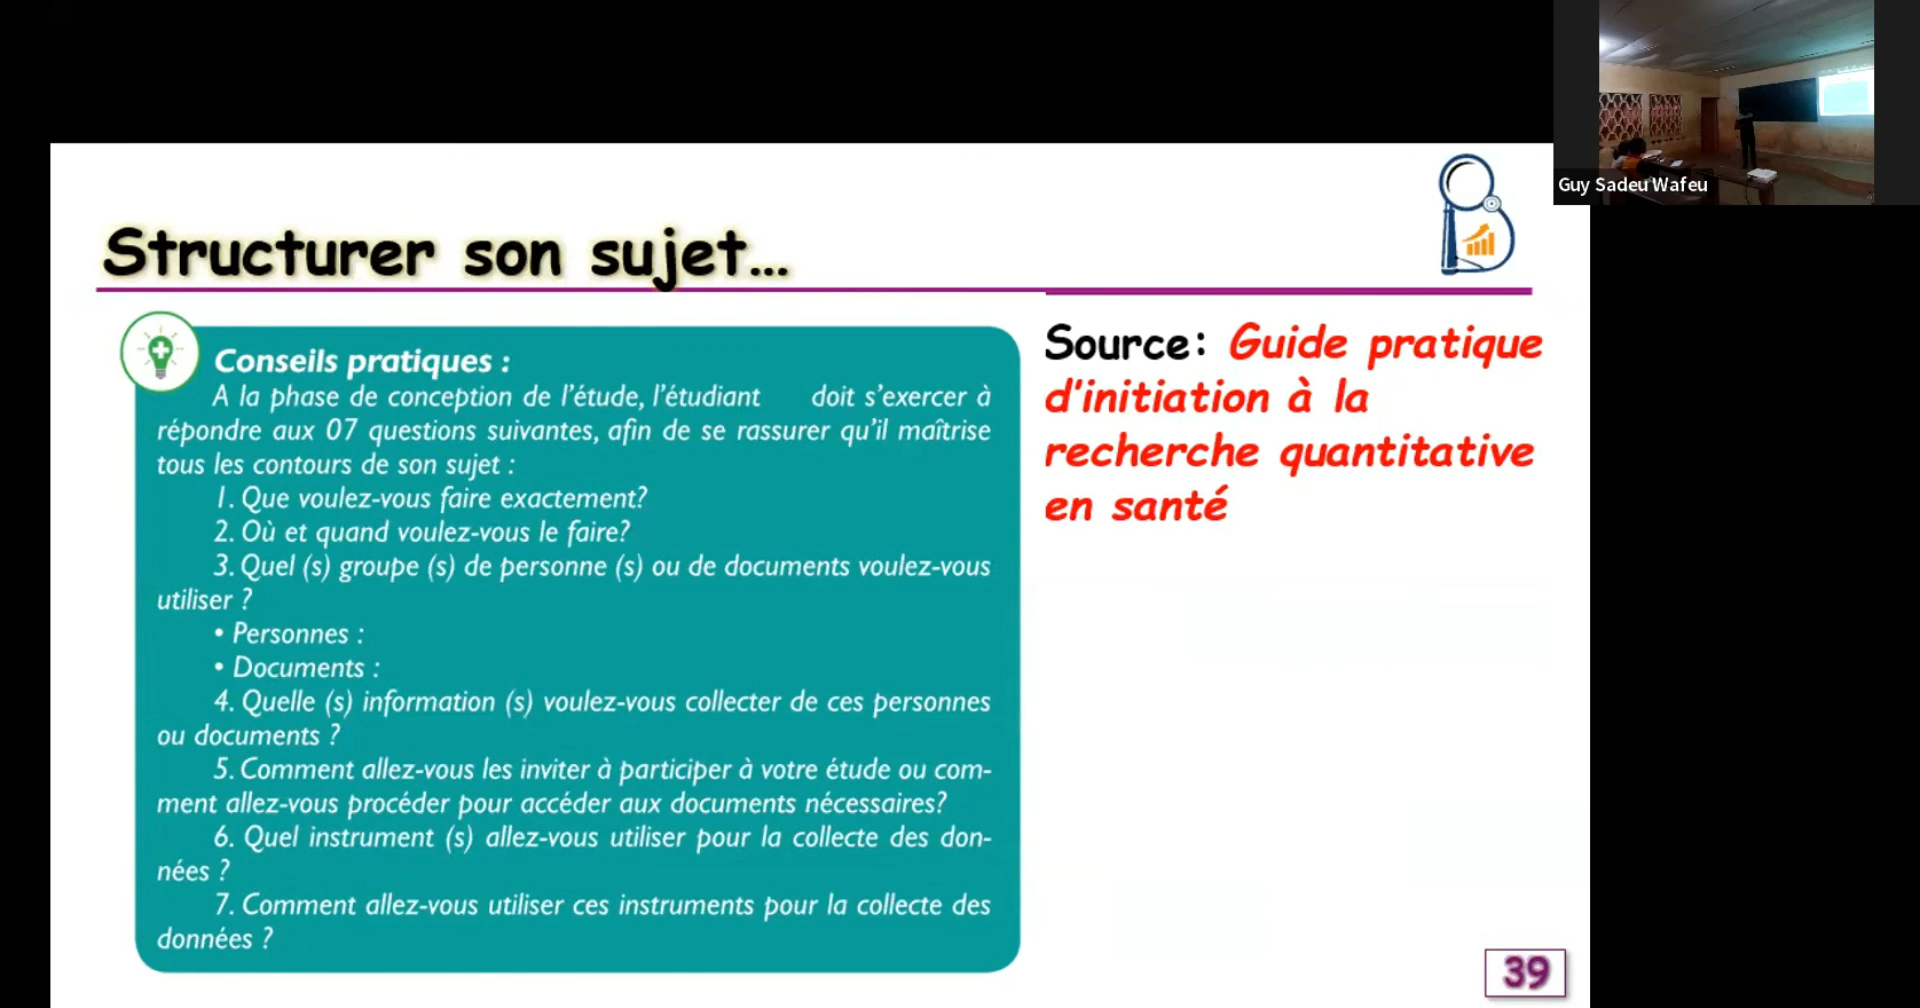 Guy Sadeu Wafeu
Structurer son sujet...
Conseils pratiques :
A la phase de conception de l'étude, l'étudiant doit s'exercer à
répondre aux 07 questions suivantes, afin de se rassurer qu'il maîtrise
tous les contours de son sujet :
1. Que voulez-vous faire exactement?
2. Où et quand voulez-vous le faire?
3. Quel (s) groupe (s) de personne (s) ou de documents voulez-vous
utiliser ?
• Personnes :
• Documents :
4. Quelle (s) information (s) voulez-vous collecter de ces personnes
ou documents ?
5. Comment allez-vous les inviter à participer à votre étude ou com-
ment allez-vous procéder pour accéder aux documents nécessaires?
6. Quel instrument (s) allez-vous utiliser pour la collecte des don-
nées ?
7. Comment allez-vous utiliser ces instruments pour la collecte des
données ?
Source: Guide pratique
d'initiation à la
recherche quantitative
en santé
39